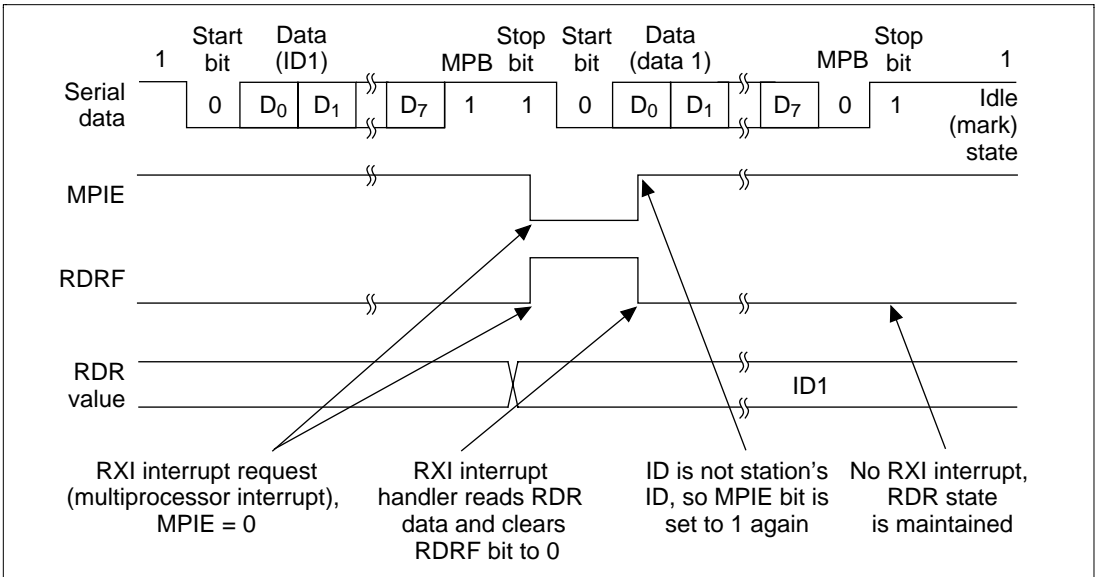 Start Data Stop Start Data Stop
1 bit (ID1) MPB bit bit (data 1) MPB bit 1
Serial data 0 D0 D1 D7 1 1 0 D0 D1 D7 0 1 Idle (mark) state
MPIE
RDRF
RDR value ID1
RXI interrupt request
(multiprocessor interrupt),
MPIE = 0
RXI interrupt
handler reads RDR
data and clears
RDRF bit to 0
ID is not station's
ID, so MPIE bit is
set to 1 again
No RXI interrupt,
RDR state
is maintained